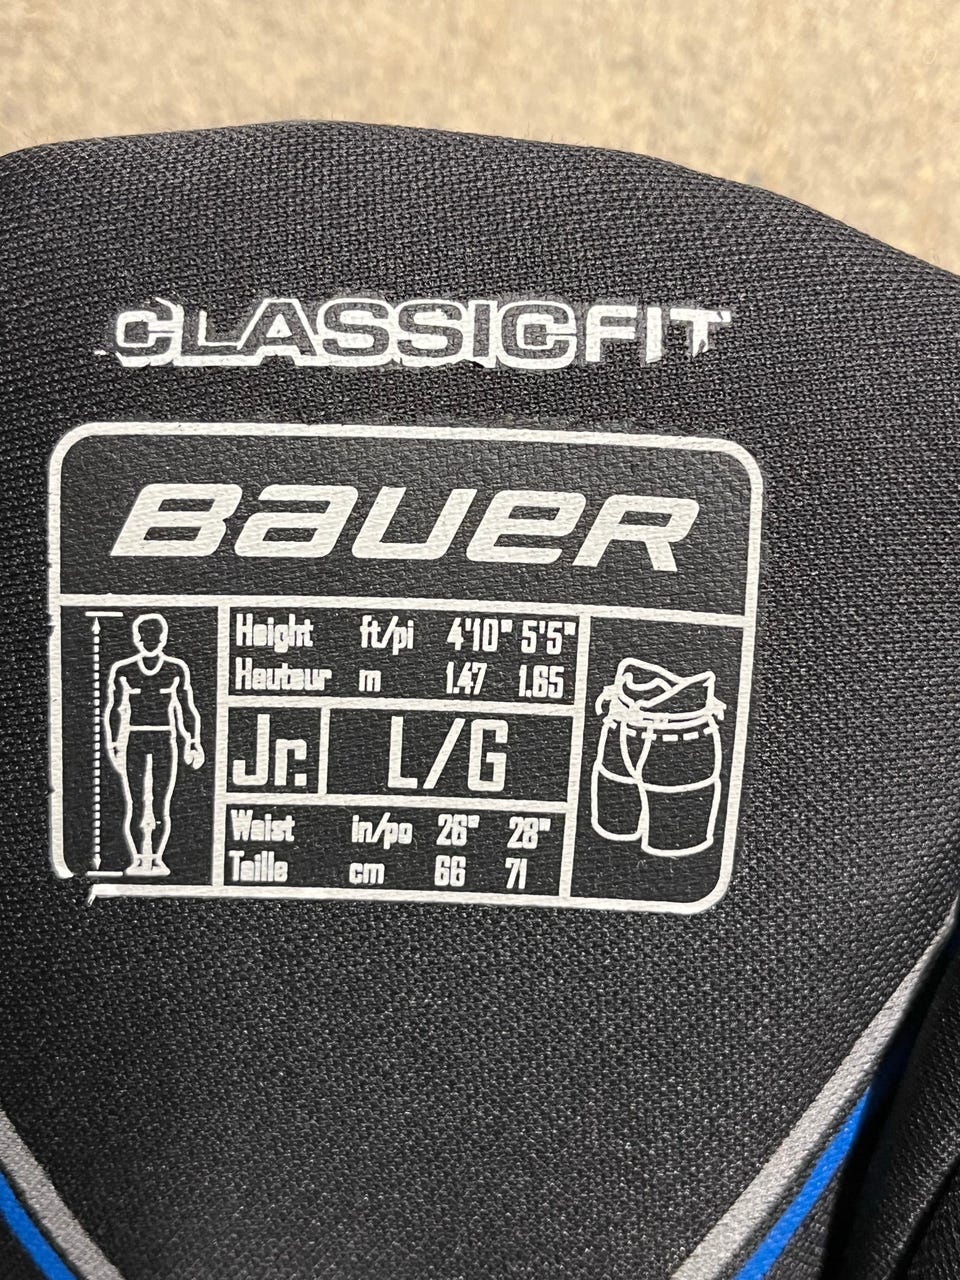 CLASSICFIT
BAUER
Height ft/pi 4'10" 5'5"
Hauteur m 1.47 1.65
Jr. L/G
Waist in/po 26" 28"
Taille cm 66 71